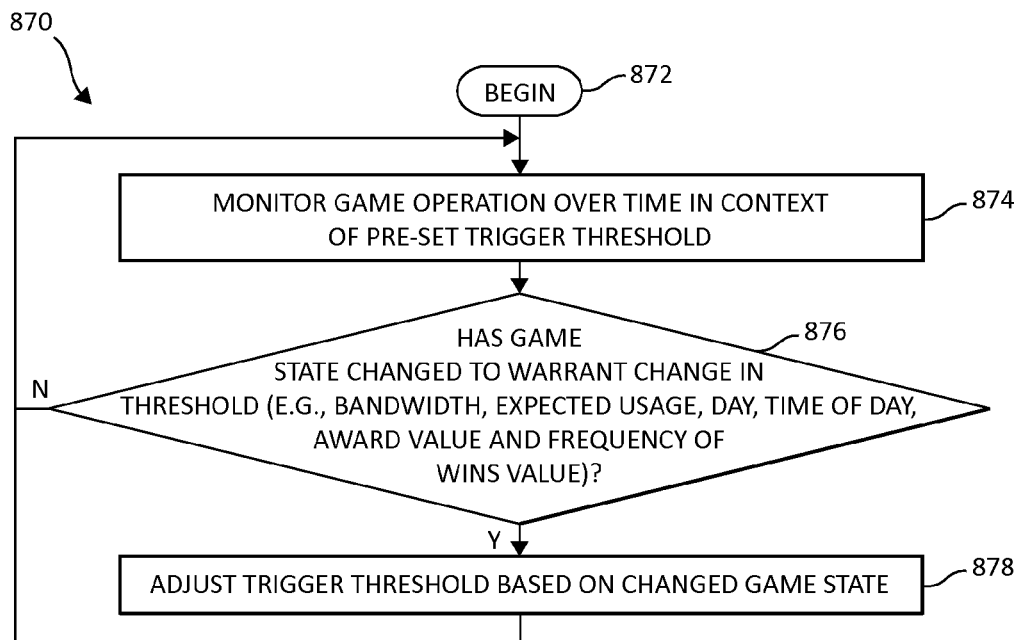 870
BEGIN
872
MONITOR GAME OPERATION OVER TIME IN CONTEXT
OF PRE-SET TRIGGER THRESHOLD
874
HAS GAME
STATE CHANGED TO WARRANT CHANGE IN
THRESHOLD (E.G., BANDWIDTH, EXPECTED USAGE, DAY, TIME OF DAY,
AWARD VALUE AND FREQUENCY OF
WINS VALUE)?
876
N
Y
ADJUST TRIGGER THRESHOLD BASED ON CHANGED GAME STATE
878